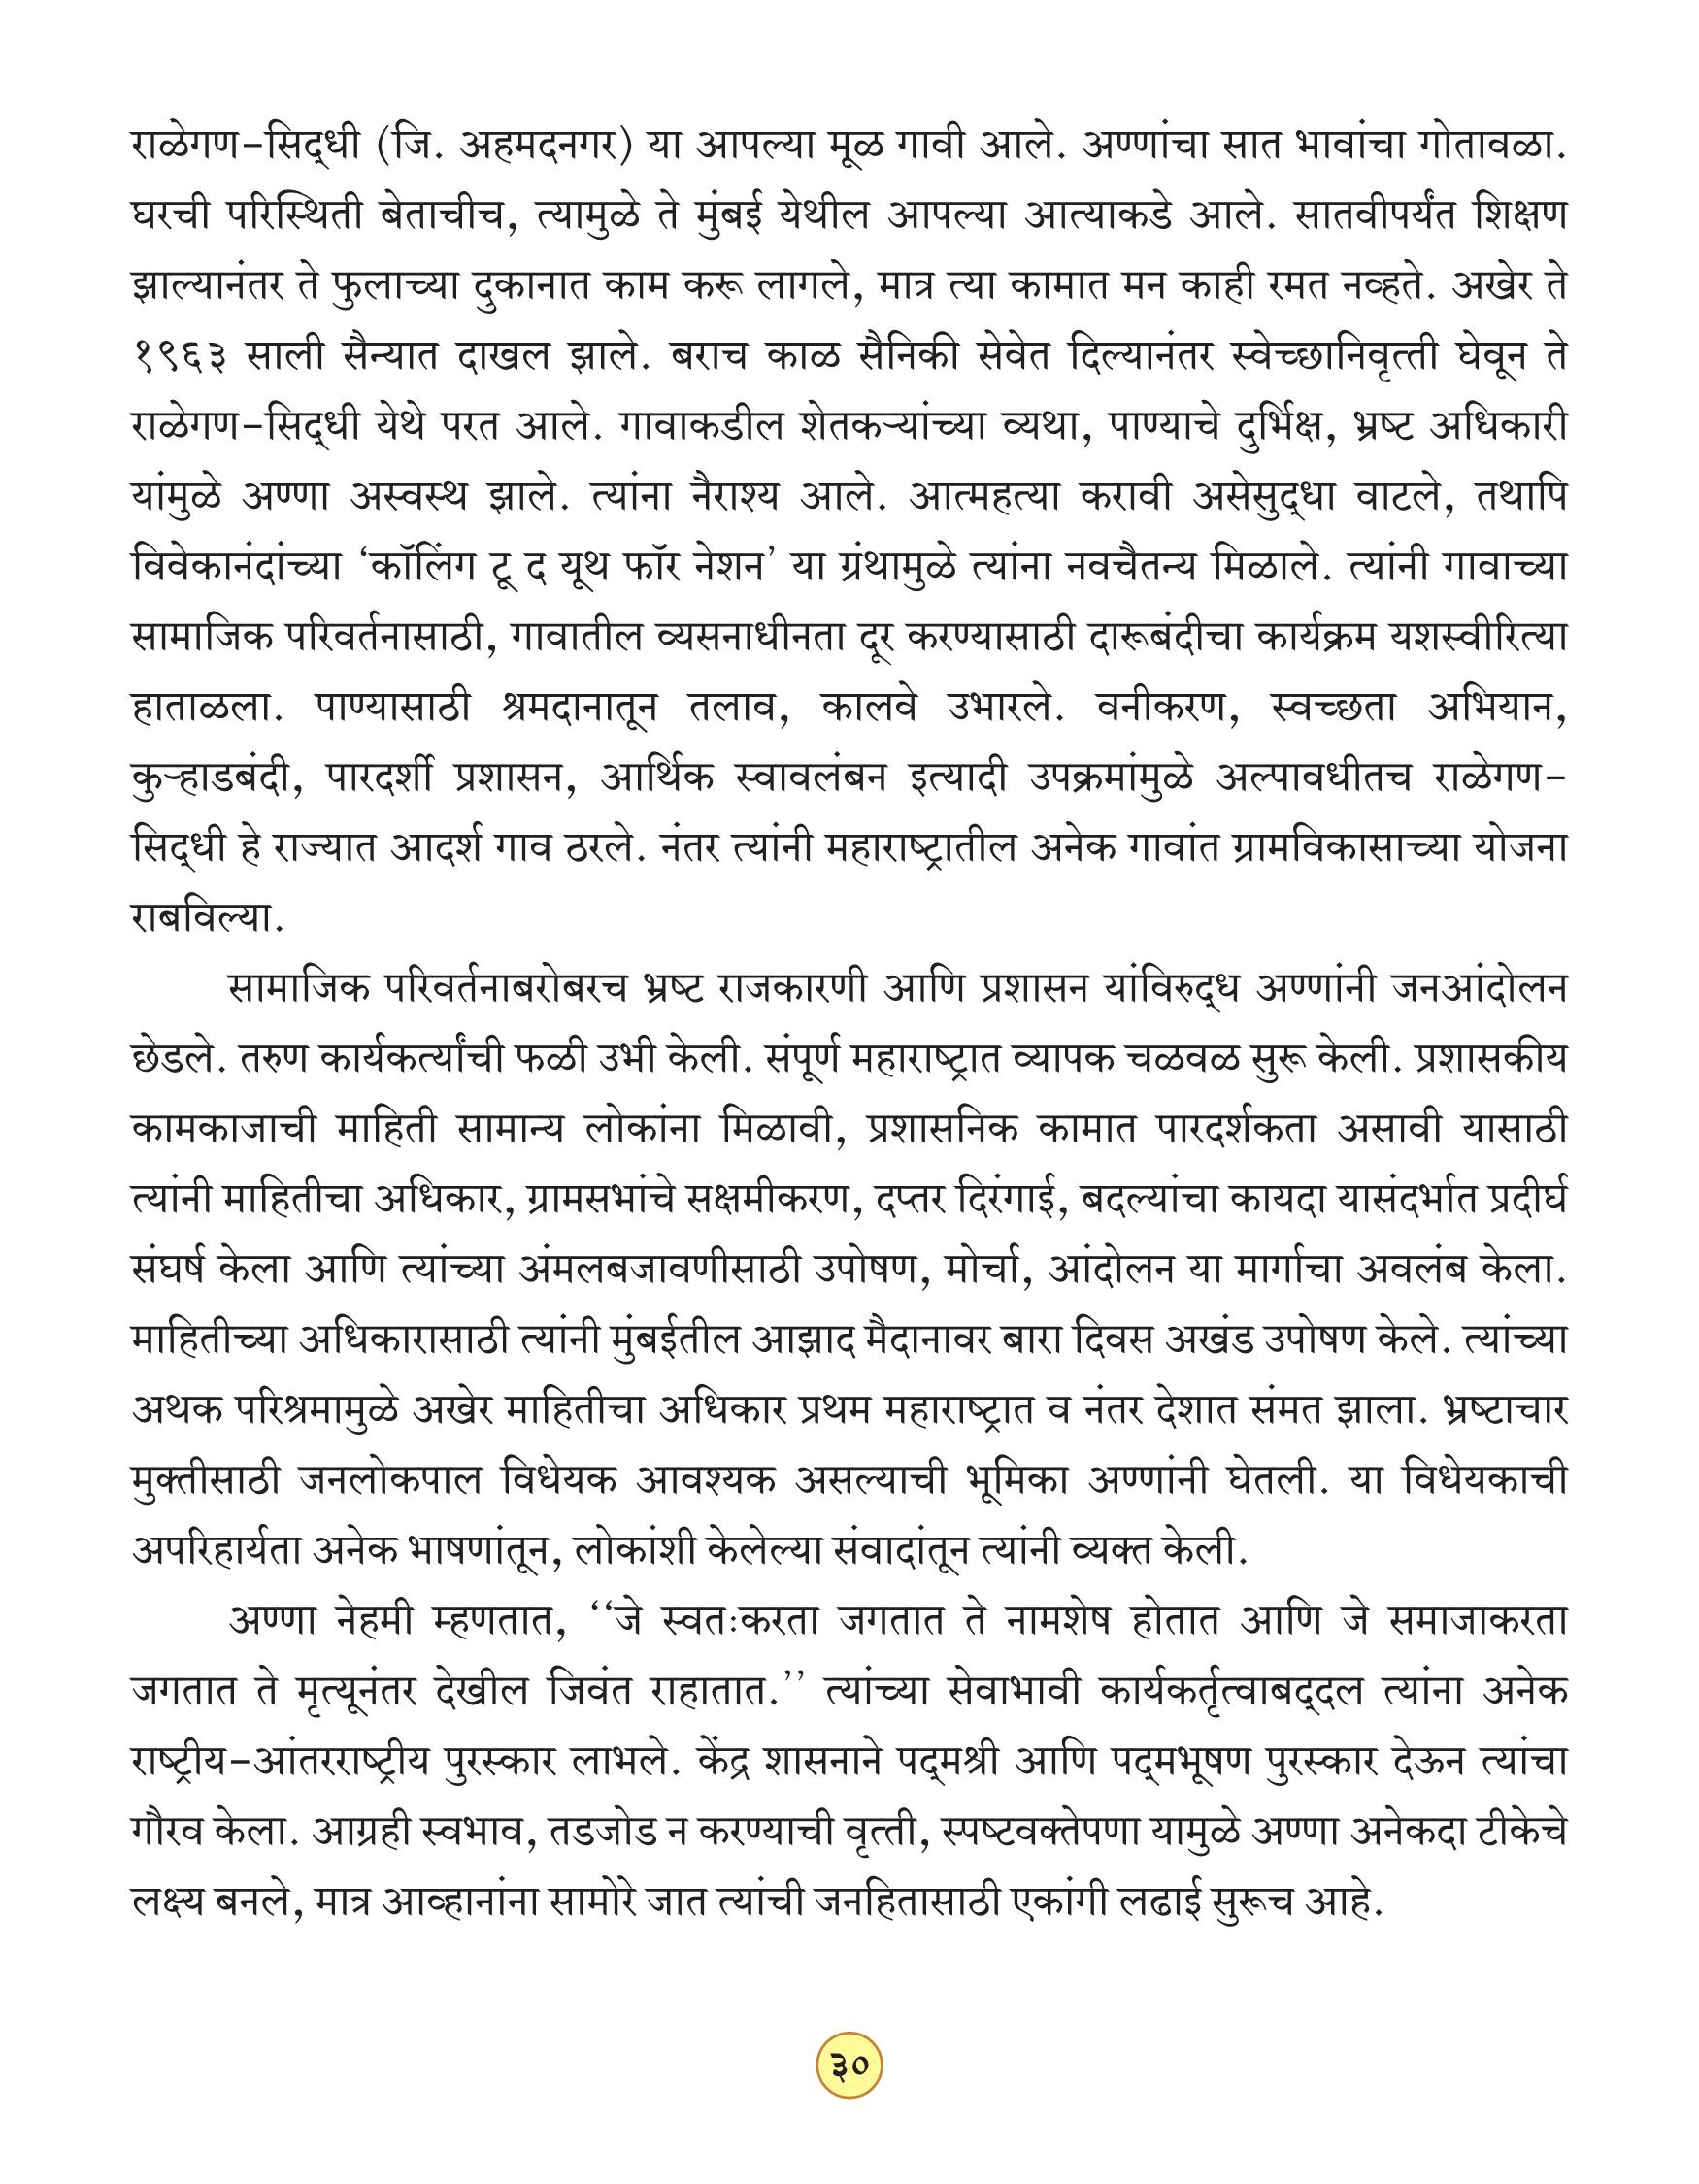 राळेगण-सिद्धी (जि. अहमदनगर) या आपल्या मूळ गावी आले. अण्णांचा सात भावांचा गोतावळा.
घरची परिस्थिती बेताचीच, त्यामुळे ते मुंबई येथील आपल्या आत्याकडे आले. सातवीपर्यंत शिक्षण
झाल्यानंतर ते फुलाच्या दुकानात काम करू लागले, मात्र त्या कामात मन काही रमत नव्हते. अखेर ते
१९६३ साली सैन्यात दाखल झाले. बराच काळ सैनिकी सेवेत दिल्यानंतर स्वेच्छानिवृत्ती घेवून ते
राळेगण-सिद्धी येथे परत आले. गावाकडील शेतकऱ्यांच्या व्यथा, पाण्याचे दुर्भिक्ष, भ्रष्ट अधिकारी
यांमुळे अण्णा अस्वस्थ झाले. त्यांना नैराश्य आले. आत्महत्या करावी असेसुद्धा वाटले, तथापि
विवेकानंदांच्या ‘कॉलिंग टू द यूथ फॉर नेशन’ या ग्रंथामुळे त्यांना नवचैतन्य मिळाले. त्यांनी गावाच्या
सामाजिक परिवर्तनासाठी, गावातील व्यसनाधीनता दूर करण्यासाठी दारूबंदीचा कार्यक्रम यशस्वीरित्या
हाताळला. पाण्यासाठी श्रमदानातून तलाव, कालवे उभारले. वनीकरण, स्वच्छता अभियान,
कुऱ्हाडबंदी, पारदर्शी प्रशासन, आर्थिक स्वावलंबन इत्यादी उपक्रमांमुळे अल्पावधीतच राळेगण-
सिद्धी हे राज्यात आदर्श गाव ठरले. नंतर त्यांनी महाराष्ट्रातील अनेक गावांत ग्रामविकासाच्या योजना
राबविल्या.
सामाजिक परिवर्तनाबरोबरच भ्रष्ट राजकारणी आणि प्रशासन यांविरुद्ध अण्णांनी जनआंदोलन
छेडले. तरुण कार्यकर्त्यांची फळी उभी केली. संपूर्ण महाराष्ट्रात व्यापक चळवळ सुरू केली. प्रशासकीय
कामकाजाची माहिती सामान्य लोकांना मिळावी, प्रशासनिक कामात पारदर्शकता असावी यासाठी
त्यांनी माहितीचा अधिकार, ग्रामसभांचे सक्षमीकरण, दप्तर दिरंगाई, बदल्यांचा कायदा यासंदर्भात प्रदीर्घ
संघर्ष केला आणि त्यांच्या अंमलबजावणीसाठी उपोषण, मोर्चा, आंदोलन या मार्गाचा अवलंब केला.
माहितीच्या अधिकारासाठी त्यांनी मुंबईतील आझाद मैदानावर बारा दिवस अखंड उपोषण केले. त्यांच्या
अथक परिश्रमामुळे अखेर माहितीचा अधिकार प्रथम महाराष्ट्रात व नंतर देशात संमत झाला. भ्रष्टाचार
मुक्तीसाठी जनलोकपाल विधेयक आवश्यक असल्याची भूमिका अण्णांनी घेतली. या विधेयकाची
अपरिहार्यता अनेक भाषणांतून, लोकांशी केलेल्या संवादांतून त्यांनी व्यक्त केली.
अण्णा नेहमी म्हणतात, ‘‘जे स्वतःकरता जगतात ते नामशेष होतात आणि जे समाजाकरता
जगतात ते मृत्यूनंतर देखील जिवंत राहातात.’’ त्यांच्या सेवाभावी कार्यकर्तृत्वाबद्दल त्यांना अनेक
राष्ट्रीय-आंतरराष्ट्रीय पुरस्कार लाभले. केंद्र शासनाने पद्मश्री आणि पद्मभूषण पुरस्कार देऊन त्यांचा
गौरव केला. आग्रही स्वभाव, तडजोड न करण्याची वृत्ती, स्पष्टवक्तेपणा यामुळे अण्णा अनेकदा टीकेचे
लक्ष्य बनले, मात्र आव्हानांना सामोरे जात त्यांची जनहितासाठी एकांगी लढाई सुरूच आहे.
३०